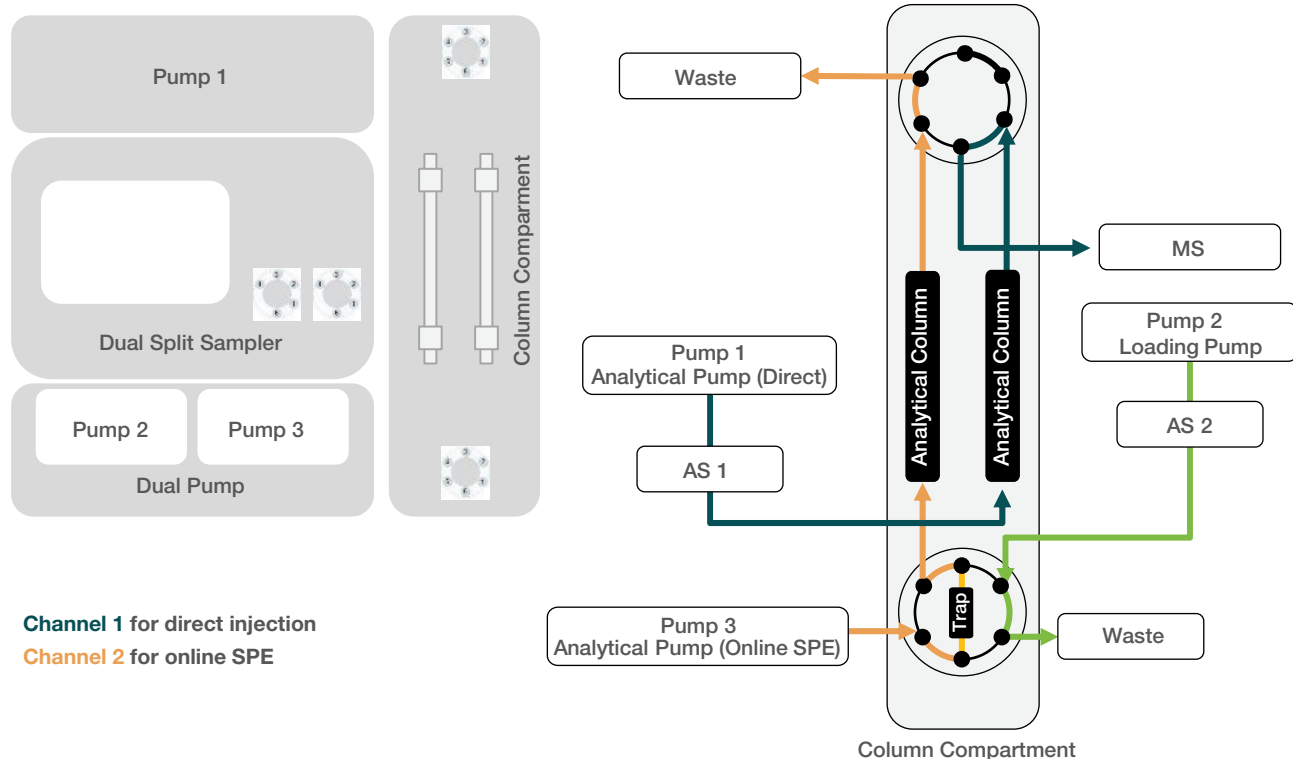 Pump 1
Dual Split Sampler
Pump 2
Pump 3
Dual Pump
Column Comparment
Channel 1 for direct injection
Channel 2 for online SPE
Waste
MS
Pump 1
Analytical Pump (Direct)
AS 1
Analytical Column
Analytical Column
Pump 2
Loading Pump
AS 2
Pump 3
Analytical Pump (Online SPE)
Trap
Waste
Column Compartment